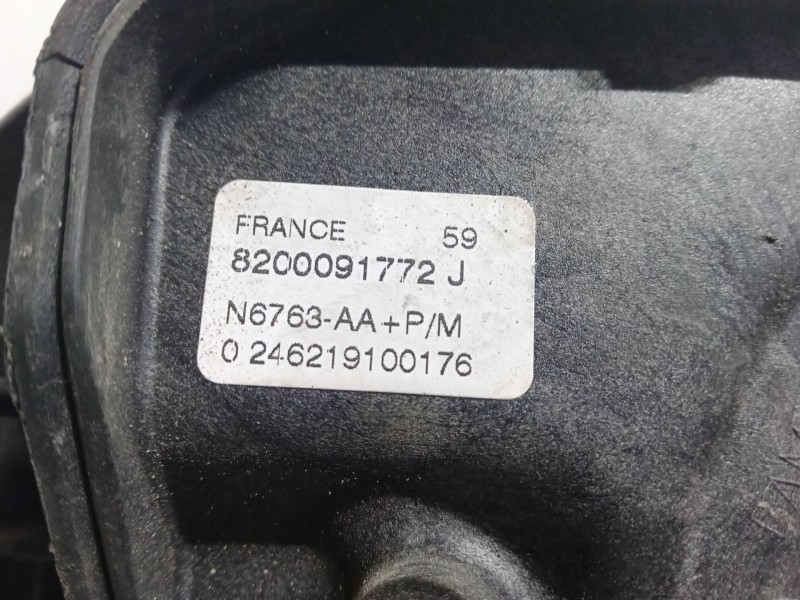 FRANCE 59
8200091772 J
N6763-AA+P/M
0 246219100176